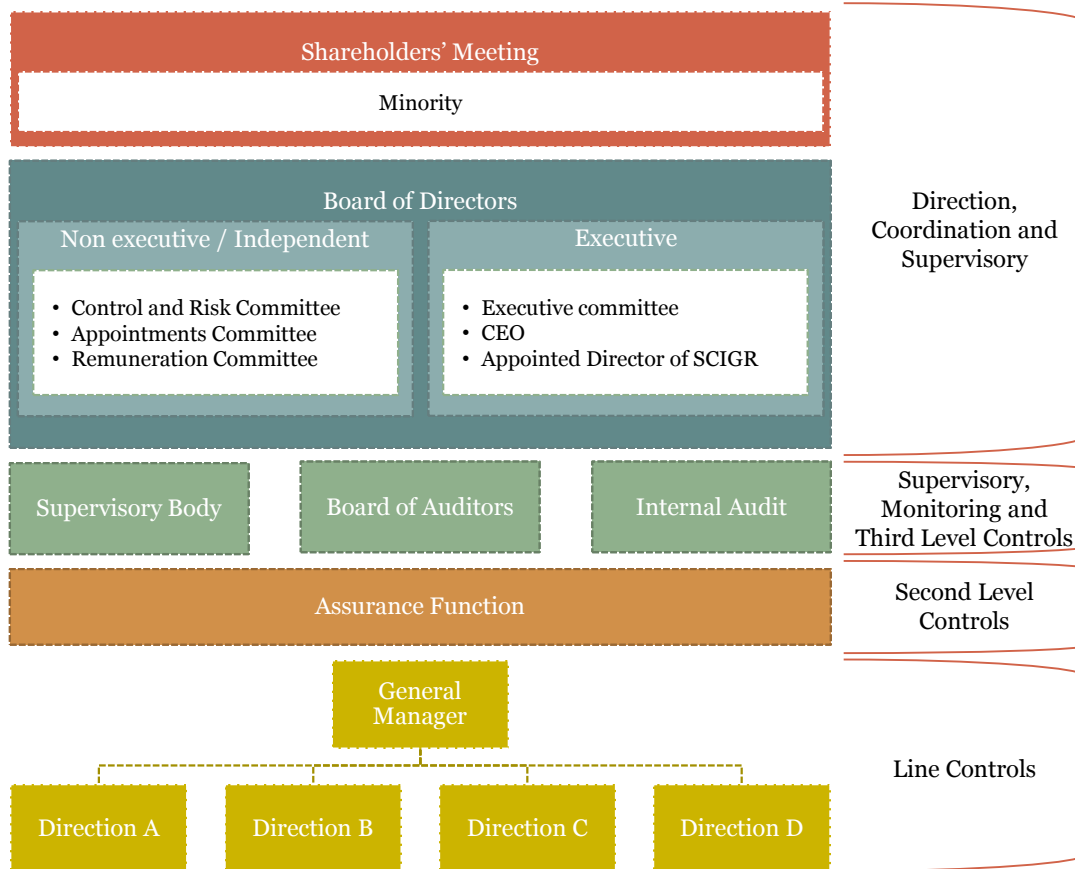 Shareholders’ Meeting
Minority
Board of Directors
Non executive / Independent
• Control and Risk Committee
• Appointments Committee
• Remuneration Committee
Executive
• Executive committee
• CEO
• Appointed Director of SCIGR
Direction,
Coordination and
Supervisory
Supervisory Body
Board of Auditors
Internal Audit
Supervisory,
Monitoring and
Third Level Controls
Assurance Function
Second Level
Controls
General
Manager
Direction A
Direction B
Direction C
Direction D
Line Controls